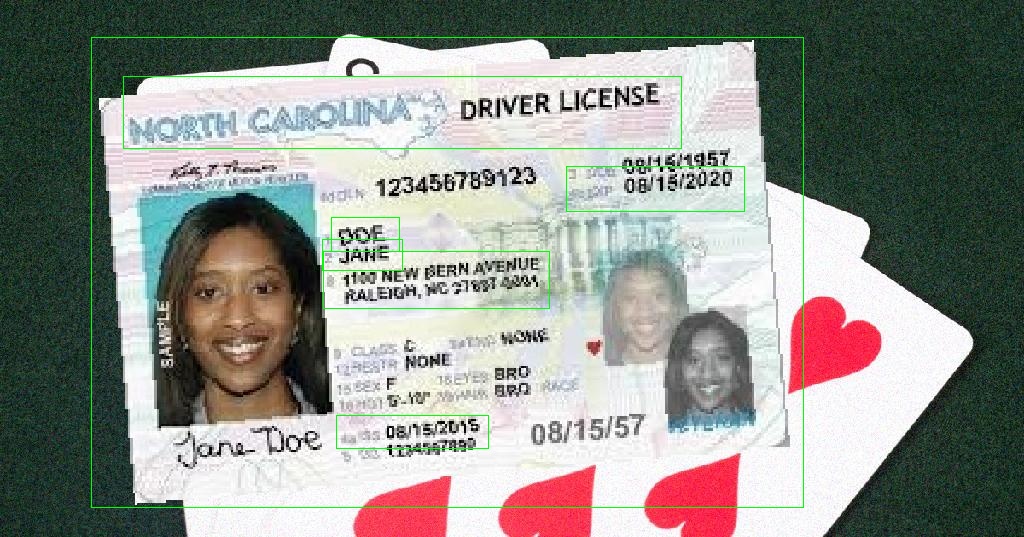 NORTH CAROLINA DRIVER LICENSE
4d DLN 123456789123
3 DOB 08/15/1957
4b EXP 08/15/2020
1 DOE
2 JANE
8 1100 NEW BERN AVENUE
RALEIGH, NC 27697-0001
SAMPLE
9 CLASS C 9a END NONE
12 RESTR NONE
15 SEX F 18 EYES BRO
16 HGT 5'-10" 19 HAIR BRO RACE
4a ISS 08/15/2015
5 DD 1234567890
08/15/57
VETERAN
Jane Doe